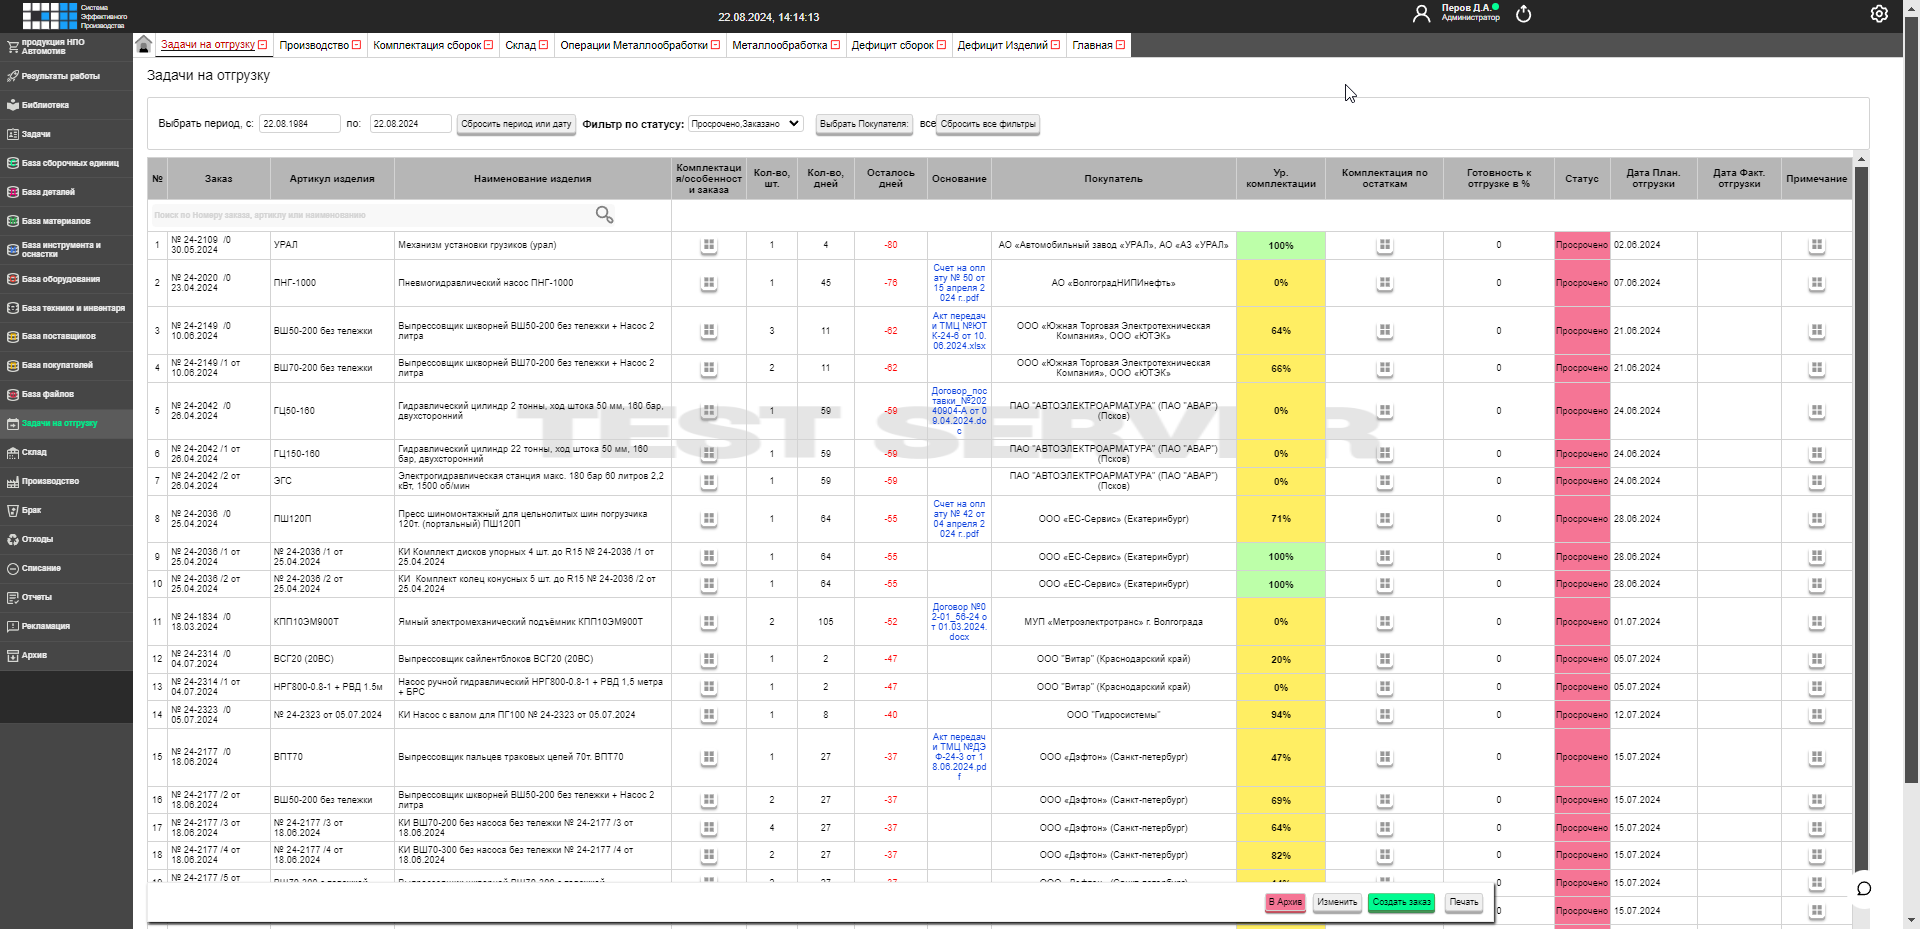 Система
Эффективного
Производства
22.08.2024, 14:14:13
Перов Д.А.
Администратор
продукция НПО Автомотив
Результаты работы
Библиотека
Задачи
База сборочных единиц
База деталей
База материалов
База инструмента и оснастки
База оборудования
База техники и инвентаря
База поставщиков
База покупателей
База файлов
Задачи на отгрузку
Склад
Производство
Брак
Отходы
Списание
Отчеты
Рекламация
Архив
Задачи на отгрузку Производство Комплектация сборок Склад Операции Металлообработки Металлообработка Дефицит сборок Дефицит Изделий Главная
Задачи на отгрузку
Выбрать период, с: 22.08.1984 по: 22.08.2024 Сбросить период или дату Фильтр по статусу: Просрочено,Заказано Выбрать Покупателя: все Сбросить все фильтры
№ Заказ Артикул изделия Наименование изделия Комплектация/особенности заказа Кол-во, шт. Кол-во, дней Осталось дней Основание Покупатель Ур. комплектации Комплектация по остаткам Готовность к отгрузке в % Статус Дата План. отгрузки Дата Факт. отгрузки Примечание
Поиск по Номеру заказа, артиклу или наименованию
1 № 24-2109 /0 30.05.2024 УРАЛ Механизм установки грузиков (урал) 1 4 -80 АО «Автомобильный завод «УРАЛ», АО «АЗ «УРАЛ» 100% 0 Просрочено 02.06.2024
2 № 24-2020 /0 23.04.2024 ПНГ-1000 Пневмогидравлический насос ПНГ-1000 1 45 -76 Счет на оплату № 50 от 15 апреля 2024 г..pdf АО «ВолгоградНИПИнефть» 0% 0 Просрочено 07.06.2024
3 № 24-2149 /0 10.06.2024 ВШ50-200 без тележки Выпрессовщик шкворней ВШ50-200 без тележки + Насос 2 литра 3 11 -62 Акт передачи ТМЦ №ЮТК-24-6 от 10.06.2024.xlsx ООО «Южная Торговая Электротехническая Компания», ООО «ЮТЭК» 64% 0 Просрочено 21.06.2024
4 № 24-2149 /1 от 10.06.2024 ВШ70-200 без тележки Выпрессовщик шкворней ВШ70-200 без тележки + Насос 2 литра 2 11 -62 ООО «Южная Торговая Электротехническая Компания», ООО «ЮТЭК» 66% 0 Просрочено 21.06.2024
5 № 24-2042 /0 26.04.2024 ГЦ50-160 Гидравлический цилиндр 2 тонны, ход штока 50 мм, 160 бар, двухсторонний 1 59 -59 Договор_поставки_№20240904-А от 09.04.2024.doc ПАО "АВТОЭЛЕКТРОАРМАТУРА" (ПАО "АВАР") (Псков) 0% 0 Просрочено 24.06.2024
6 № 24-2042 /1 от 26.04.2024 ГЦ150-160 Гидравлический цилиндр 22 тонны, ход штока 50 мм, 160 бар, двухсторонний 1 59 -59 ПАО "АВТОЭЛЕКТРОАРМАТУРА" (ПАО "АВАР") (Псков) 0% 0 Просрочено 24.06.2024
7 № 24-2042 /2 от 26.04.2024 ЭГС Электрогидравлическая станция макс. 180 бар 60 литров 2,2 кВт, 1500 об/мин 1 59 -59 ПАО "АВТОЭЛЕКТРОАРМАТУРА" (ПАО "АВАР") (Псков) 0% 0 Просрочено 24.06.2024
8 № 24-2036 /0 25.04.2024 ПШ120П Пресс шиномонтажный для цельнолитых шин погрузчика 120т. (портальный) ПШ120П 1 64 -55 Счет на оплату № 42 от 04 апреля 2024 г..pdf ООО «ЕС-Сервис» (Екатеринбург) 71% 0 Просрочено 28.06.2024
9 № 24-2036 /1 от 25.04.2024 № 24-2036 /1 от 25.04.2024 КИ Комплект дисков упорных 4 шт. до R15 № 24-2036 /1 от 25.04.2024 1 64 -55 ООО «ЕС-Сервис» (Екатеринбург) 100% 0 Просрочено 28.06.2024
10 № 24-2036 /2 от 25.04.2024 № 24-2036 /2 от 25.04.2024 КИ Комплект колец конусных 5 шт. до R15 № 24-2036 /2 от 25.04.2024 1 64 -55 ООО «ЕС-Сервис» (Екатеринбург) 100% 0 Просрочено 28.06.2024
11 № 24-1834 /0 18.03.2024 КПП10ЭМ900Т Ямный электромеханический подъёмник КПП10ЭМ900Т 2 105 -52 Договор №02-01_56-24 от 01.03.2024.docx МУП «Метроэлектротранс» г. Волгограда 0% 0 Просрочено 01.07.2024
12 № 24-2314 /0 04.07.2024 ВСГ20 (20ВС) Выпрессовщик сайлентблоков ВСГ20 (20ВС) 1 2 -47 ООО "Витар" (Краснодарский край) 20% 0 Просрочено 05.07.2024
13 № 24-2314 /1 от 04.07.2024 НРГ800-0.8-1 + РВД 1.5м Насос ручной гидравлический НРГ800-0.8-1 + РВД 1,5 метра + БРС 1 2 -47 ООО "Витар" (Краснодарский край) 0% 0 Просрочено 05.07.2024
14 № 24-2323 /0 05.07.2024 № 24-2323 от 05.07.2024 КИ Насос с валом для ПГ100 № 24-2323 от 05.07.2024 1 8 -40 ООО "Гидросистемы" 94% 0 Просрочено 12.07.2024
15 № 24-2177 /0 18.06.2024 ВПТ70 Выпрессовщик пальцев траковых цепей 70т. ВПТ70 1 27 -37 Акт передачи ТМЦ №ДЭФ-24-3 от 18.06.2024.pdf ООО «Дэфтон» (Санкт-петербург) 47% 0 Просрочено 15.07.2024
16 № 24-2177 /2 от 18.06.2024 ВШ50-200 без тележки Выпрессовщик шкворней ВШ50-200 без тележки + Насос 2 литра 2 27 -37 ООО «Дэфтон» (Санкт-петербург) 69% 0 Просрочено 15.07.2024
17 № 24-2177 /3 от 18.06.2024 № 24-2177 /3 от 18.06.2024 КИ ВШ70-200 без насоса без тележки № 24-2177 /3 от 18.06.2024 4 27 -37 ООО «Дэфтон» (Санкт-петербург) 64% 0 Просрочено 15.07.2024
18 № 24-2177 /4 от 18.06.2024 № 24-2177 /4 от 18.06.2024 КИ ВШ70-300 без насоса без тележки № 24-2177 /4 от 18.06.2024 2 27 -37 ООО «Дэфтон» (Санкт-петербург) 82% 0 Просрочено 15.07.2024
№ 24-2177 /5 от 0 Просрочено 15.07.2024
0 Просрочено 15.07.2024
TEST SERVER
В Архив Изменить Создать заказ Печать